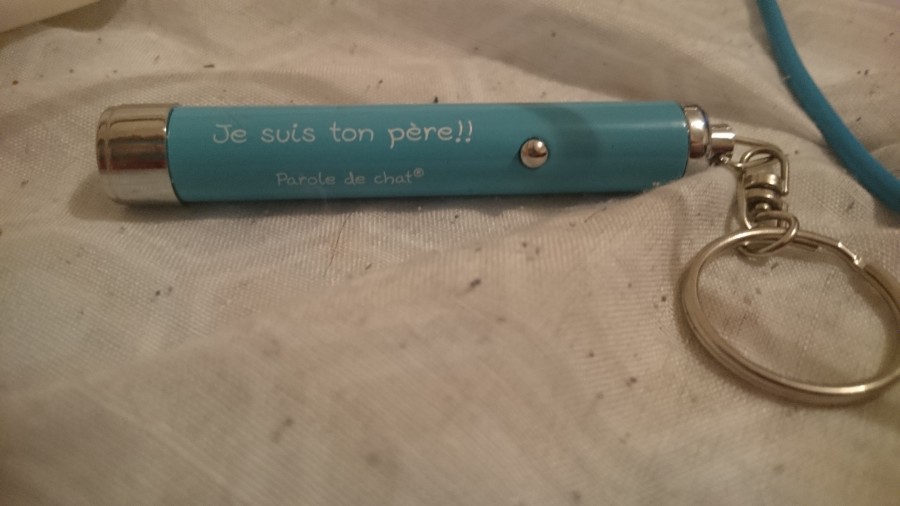 Je suis ton père!!
Parole de chat®